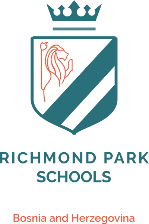 RICHMOND PARK
SCHOOLS
Bosnia and Herzegovina